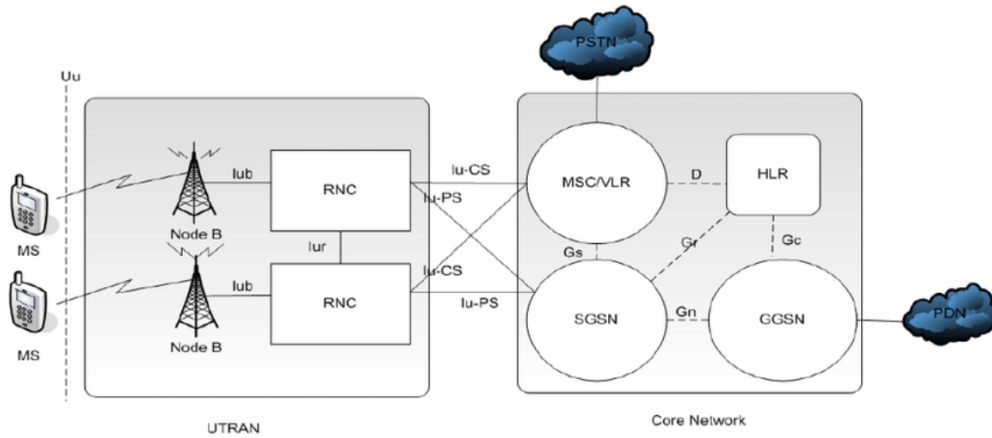 PSTN
Uu
Iub
RNC
Iu-CS
MSC/VLR
D
HLR
Iu-PS
MS
Node B
Iur
Gs
Gr
Gc
Iu-CS
Iub
RNC
Iu-PS
SGSN
Gn
GGSN
PDN
MS
Node B
UTRAN
Core Network